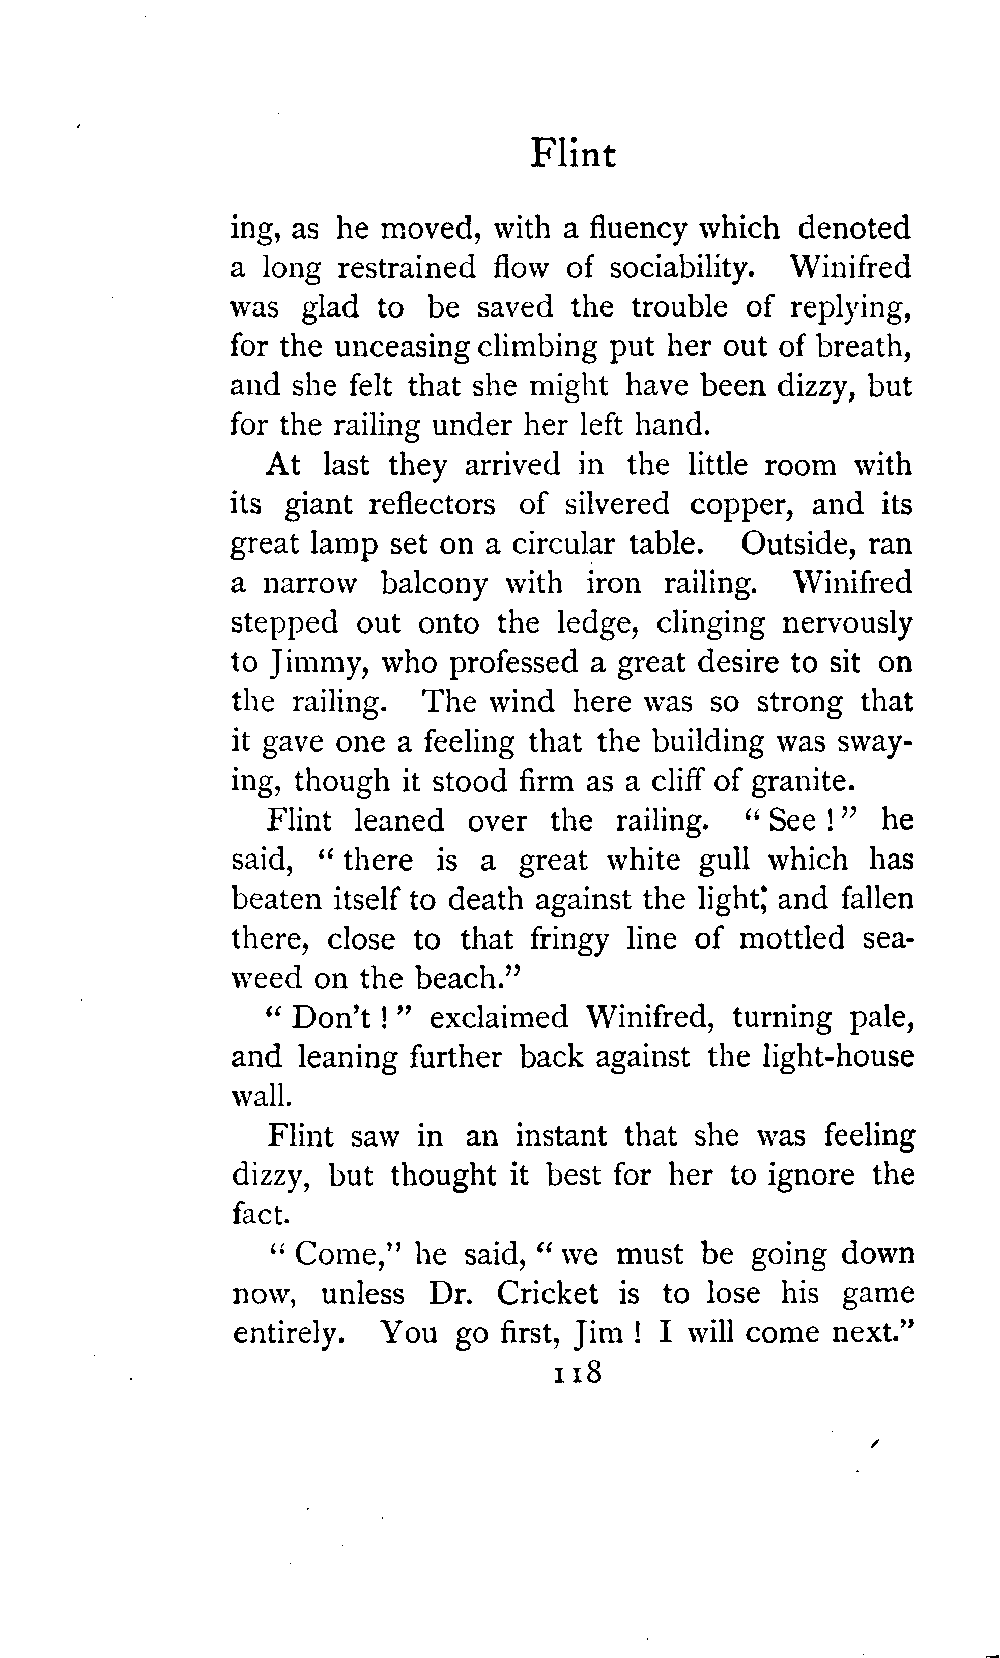 Flint
ing, as he moved, with a fluency which denoted
a long restrained flow of sociability. Winifred
was glad to be saved the trouble of replying,
for the unceasing climbing put her out of breath,
and she felt that she might have been dizzy, but
for the railing under her left hand.
At last they arrived in the little room with
its giant reflectors of silvered copper, and its
great lamp set on a circular table. Outside, ran
a narrow balcony with iron railing. Winifred
stepped out onto the ledge, clinging nervously
to Jimmy, who professed a great desire to sit on
the railing. The wind here was so strong that
it gave one a feeling that the building was sway-
ing, though it stood firm as a cliff of granite.
Flint leaned over the railing. "See!" he
said, "there is a great white gull which has
beaten itself to death against the light, and fallen
there, close to that fringy line of mottled sea-
weed on the beach."
"Don't!" exclaimed Winifred, turning pale,
and leaning further back against the light-house
wall.
Flint saw in an instant that she was feeling
dizzy, but thought it best for her to ignore the
fact.
"Come," he said, "we must be going down
now, unless Dr. Cricket is to lose his game
entirely. You go first, Jim! I will come next."
118